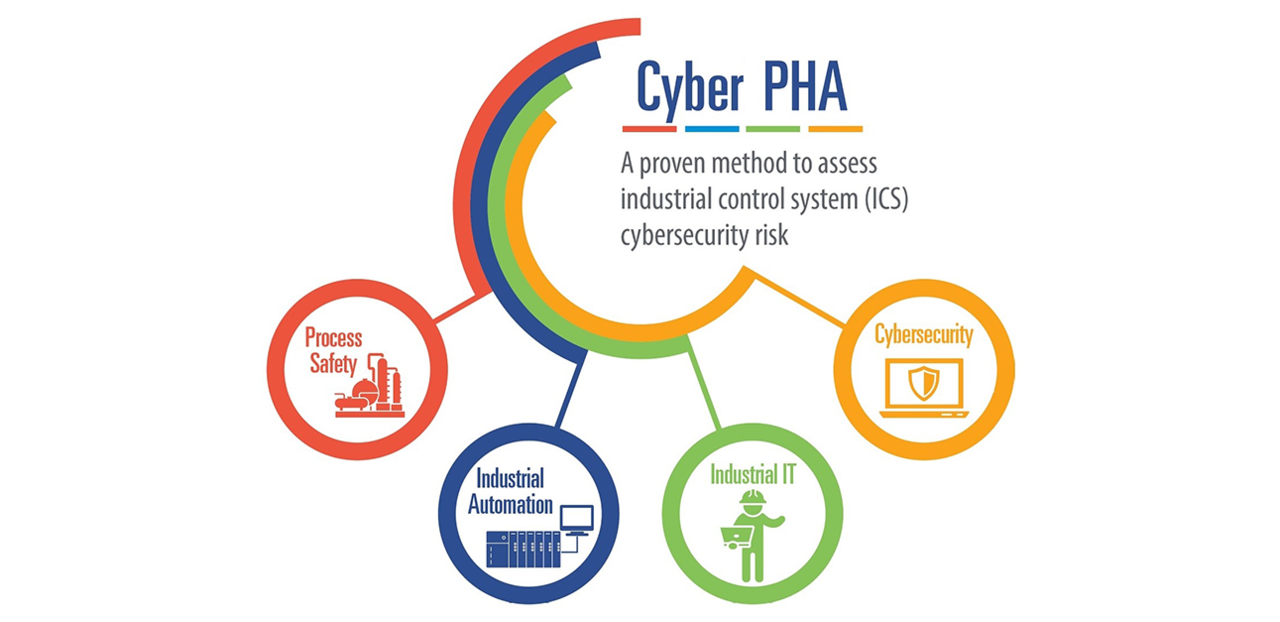 Cyber PHA
A proven method to assess
industrial control system (ICS)
cybersecurity risk
Process
Safety
Industrial
Automation
Industrial IT
Cybersecurity